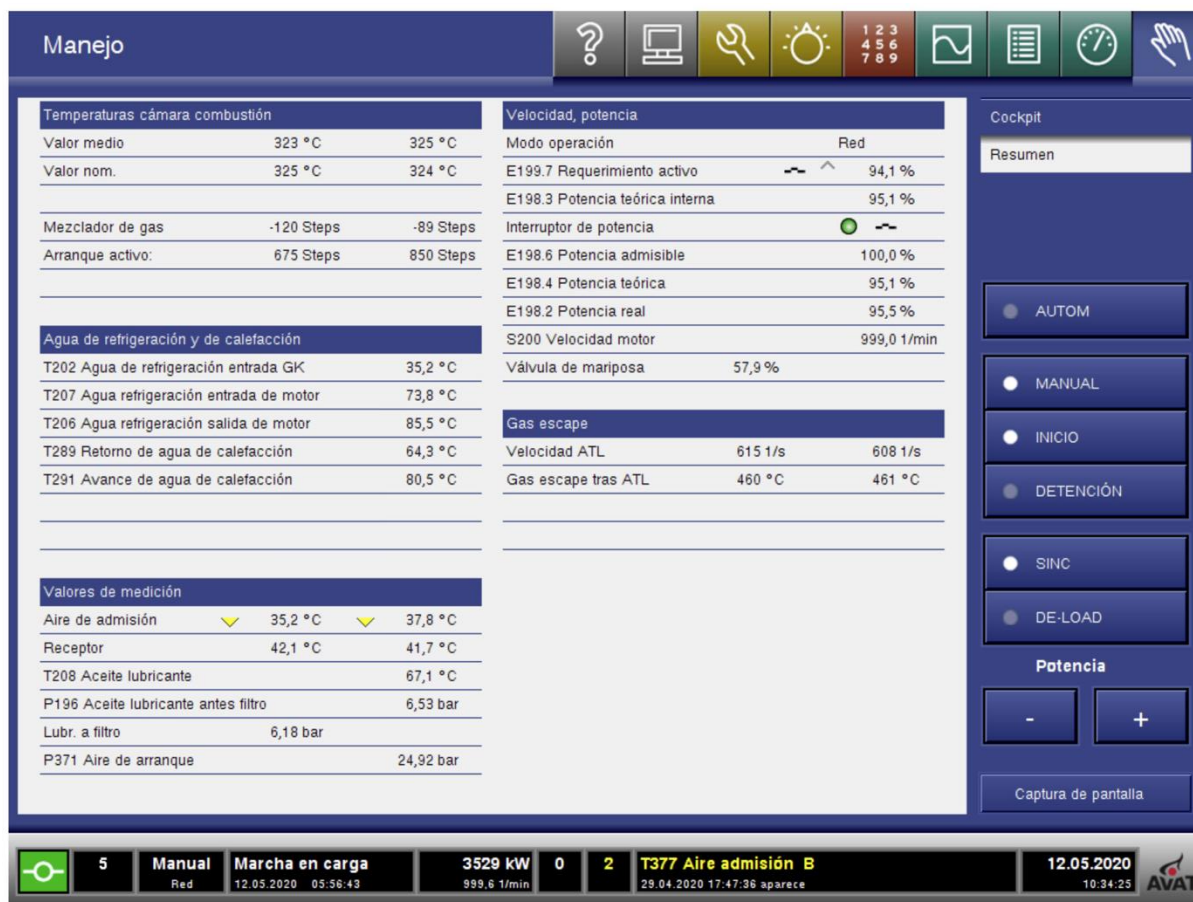 Manejo
?
1 2 3
4 5 6
7 8 9
Temperaturas cámara combustión
Valor medio 323 °C 325 °C
Valor nom. 325 °C 324 °C
Mezclador de gas -120 Steps -89 Steps
Arranque activo: 675 Steps 850 Steps
Agua de refrigeración y de calefacción
T202 Agua de refrigeración entrada GK 35,2 °C
T207 Agua refrigeración entrada de motor 73,8 °C
T206 Agua refrigeración salida de motor 85,5 °C
T289 Retorno de agua de calefacción 64,3 °C
T291 Avance de agua de calefacción 80,5 °C
Valores de medición
Aire de admisión 35,2 °C 37,8 °C
Receptor 42,1 °C 41,7 °C
T208 Aceite lubricante 67,1 °C
P196 Aceite lubricante antes filtro 6,53 bar
Lubr. a filtro 6,18 bar
P371 Aire de arranque 24,92 bar
Velocidad, potencia
Modo operación Red
E199.7 Requerimiento activo 94,1 %
E198.3 Potencia teórica interna 95,1 %
Interruptor de potencia
E198.6 Potencia admisible 100,0 %
E198.4 Potencia teórica 95,1 %
E198.2 Potencia real 95,5 %
S200 Velocidad motor 999,0 1/min
Válvula de mariposa 57,9 %
Gas escape
Velocidad ATL 615 1/s 608 1/s
Gas escape tras ATL 460 °C 461 °C
Cockpit
Resumen
AUTOM
MANUAL
INICIO
DETENCIÓN
SINC
DE-LOAD
Potencia
- +
Captura de pantalla
5 Manual Marcha en carga 3529 kW 0 2 T377 Aire admisión B 12.05.2020
Red 12.05.2020 05:56:43 999,6 1/min 29.04.2020 17:47:36 aparece 10:34:25
AVAT